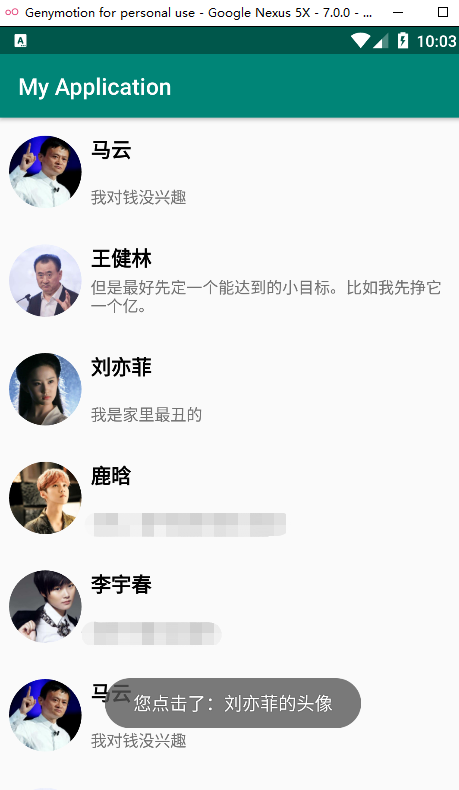 Genymotion for personal use - Google Nexus 5X - 7.0.0 - ...
A
10:03
My Application
马云
我对钱没兴趣
王健林
但是最好先定一个能达到的小目标。比如我先挣它
一个亿。
刘亦菲
我是家里最丑的
鹿晗
李宇春
马云
您点击了：刘亦菲的头像
我对钱没兴趣